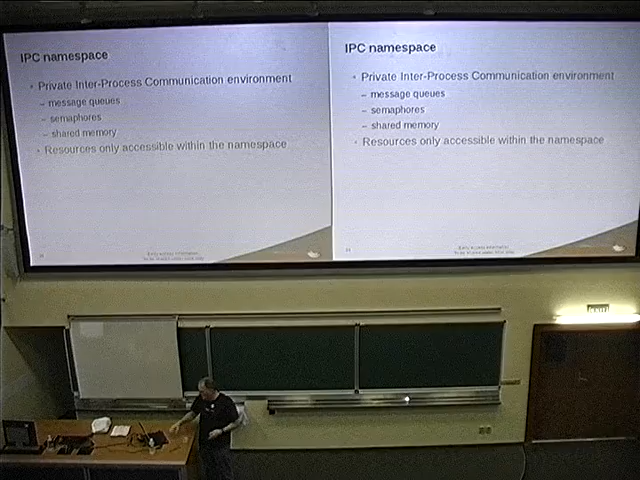 IPC namespace
• Private Inter-Process Communication environment
– message queues
– semaphores
– shared memory
• Resources only accessible within the namespace
IPC namespace
• Private Inter-Process Communication environment
– message queues
– semaphores
– shared memory
• Resources only accessible within the namespace
EXIT